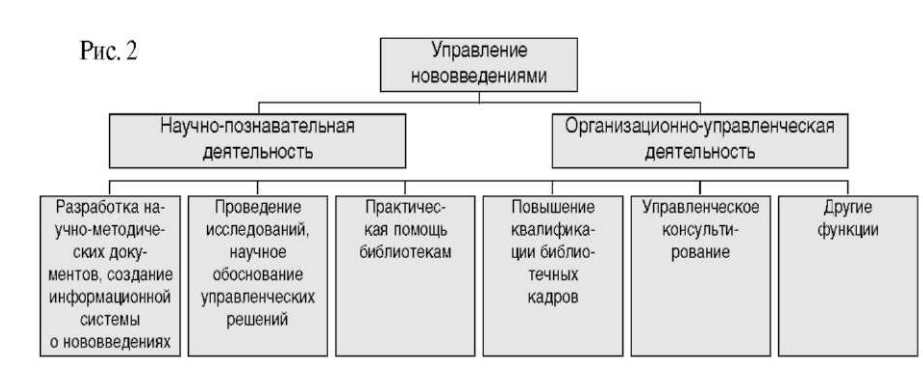 Рис. 2
Управление
нововведениями
Научно-познавательная
деятельность
Организационно-управленческая
деятельность
Разработка на-
учно-методиче-
ских доку-
ментов, создание
информационной
системы
о нововведениях
Проведение
исследований,
научное
обоснование
управленческих
решений
Практичес-
кая помощь
библиотекам
Повышение
квалифика-
ции библио-
течных
кадров
Управленческое
консульти-
рование
Другие
функции